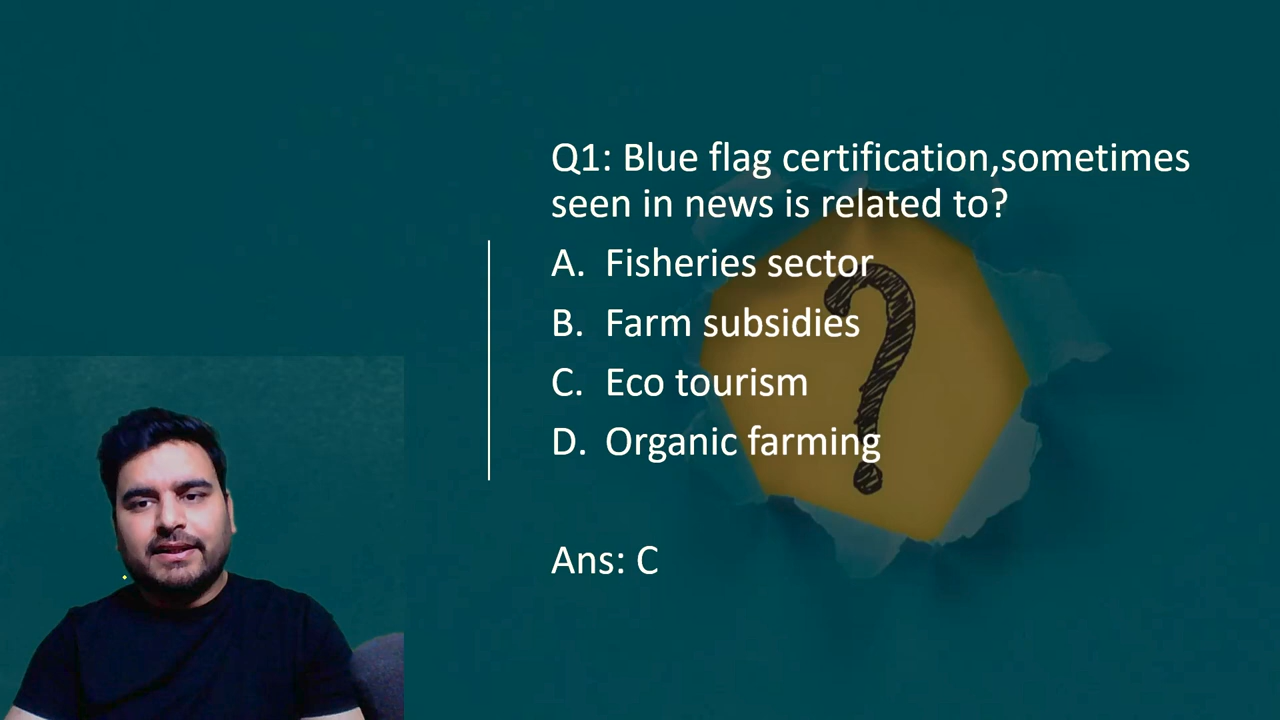 Q1: Blue flag certification,sometimes
seen in news is related to?
A. Fisheries sector
B. Farm subsidies
C. Eco tourism
D. Organic farming
Ans: C